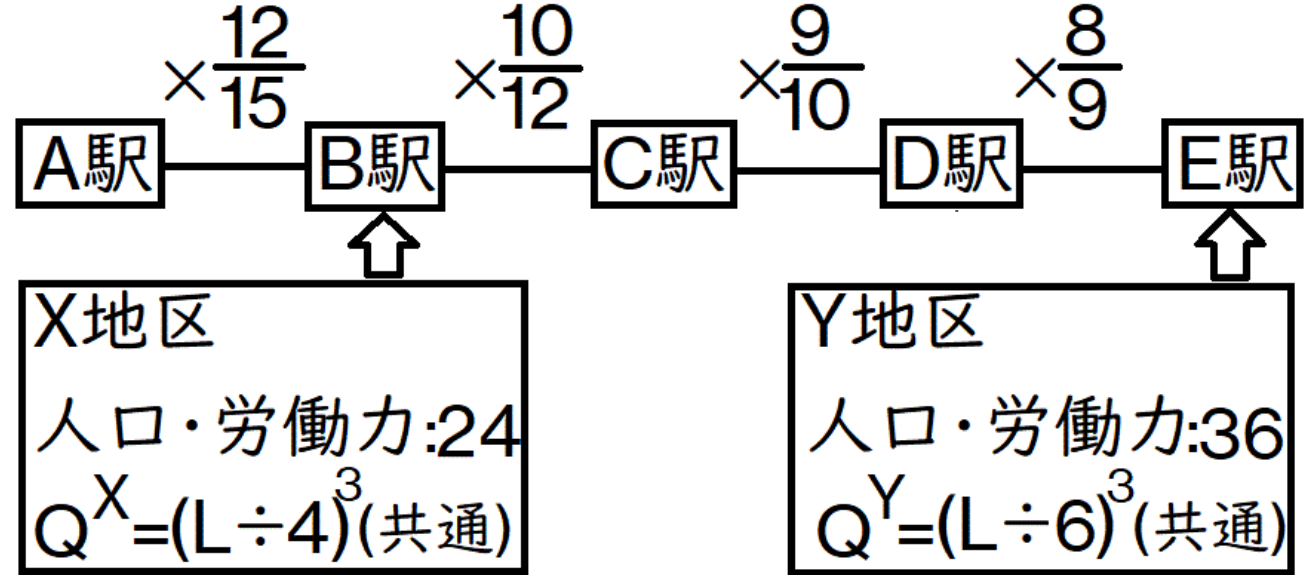 ×12/15 ×10/12 ×9/10 ×8/9
A駅 B駅 C駅 D駅 E駅
X地区
人口・労働力:24
Q^X=(L÷4)^3(共通)
Y地区
人口・労働力:36
Q^Y=(L÷6)^3(共通)